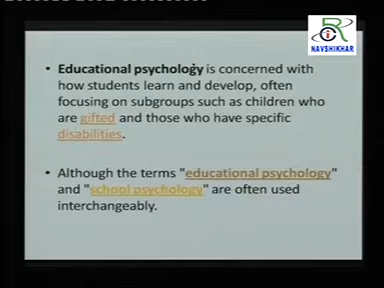 NAVSHIKHAR
• Educational psychology is concerned with
how students learn and develop, often
focusing on subgroups such as children who
are gifted and those who have specific
disabilities.
• Although the terms "educational psychology"
and "school psychology" are often used
interchangeably.